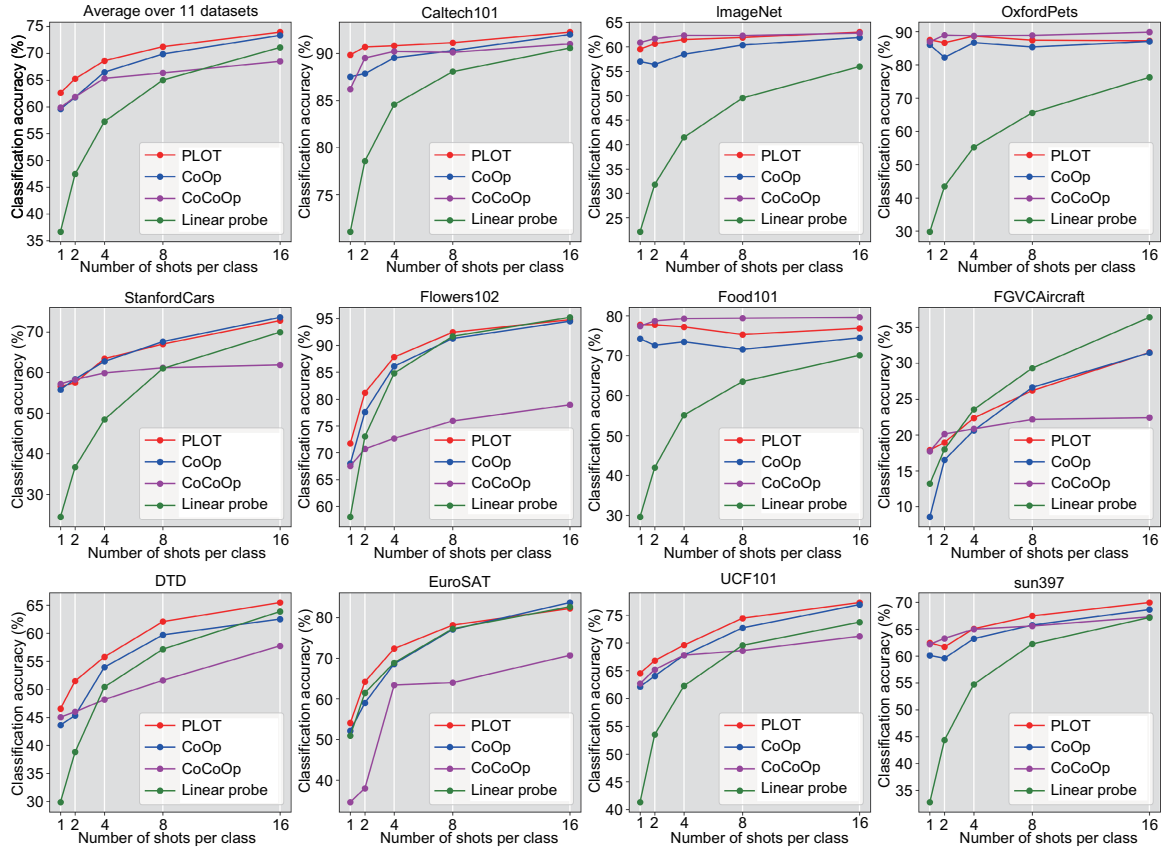 Average over 11 datasets
Classification accuracy (%)
75
70
65
60
55
50
45
40
35
1 2 4 8 16
Number of shots per class
PLOT
CoOp
CoCoOp
Linear probe
Caltech101
Classification accuracy (%)
90
85
80
75
1 2 4 8 16
Number of shots per class
PLOT
CoOp
CoCoOp
Linear probe
ImageNet
Classification accuracy (%)
65
60
55
50
45
40
35
30
25
1 2 4 8 16
Number of shots per class
PLOT
CoOp
CoCoOp
Linear probe
OxfordPets
Classification accuracy (%)
90
80
70
60
50
40
30
1 2 4 8 16
Number of shots per class
PLOT
CoOp
CoCoOp
Linear probe
StanfordCars
Classification accuracy (%)
70
60
50
40
30
1 2 4 8 16
Number of shots per class
PLOT
CoOp
CoCoOp
Linear probe
Flowers102
Classification accuracy (%)
95
90
85
80
75
70
65
60
1 2 4 8 16
Number of shots per class
PLOT
CoOp
CoCoOp
Linear probe
Food101
Classification accuracy (%)
80
70
60
50
40
30
1 2 4 8 16
Number of shots per class
PLOT
CoOp
CoCoOp
Linear probe
FGVCAircraft
Classification accuracy (%)
35
30
25
20
15
10
1 2 4 8 16
Number of shots per class
PLOT
CoOp
CoCoOp
Linear probe
DTD
Classification accuracy (%)
65
60
55
50
45
40
35
30
1 2 4 8 16
Number of shots per class
PLOT
CoOp
CoCoOp
Linear probe
EuroSAT
Classification accuracy (%)
80
70
60
50
40
1 2 4 8 16
Number of shots per class
PLOT
CoOp
CoCoOp
Linear probe
UCF101
Classification accuracy (%)
75
70
65
60
55
50
45
40
1 2 4 8 16
Number of shots per class
PLOT
CoOp
CoCoOp
Linear probe
sun397
Classification accuracy (%)
70
65
60
55
50
45
40
35
1 2 4 8 16
Number of shots per class
PLOT
CoOp
CoCoOp
Linear probe